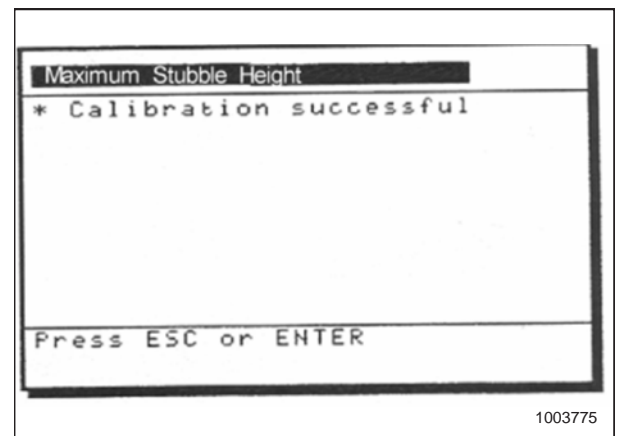 Maximum Stubble Height
* Calibration successful
Press ESC or ENTER
1003775